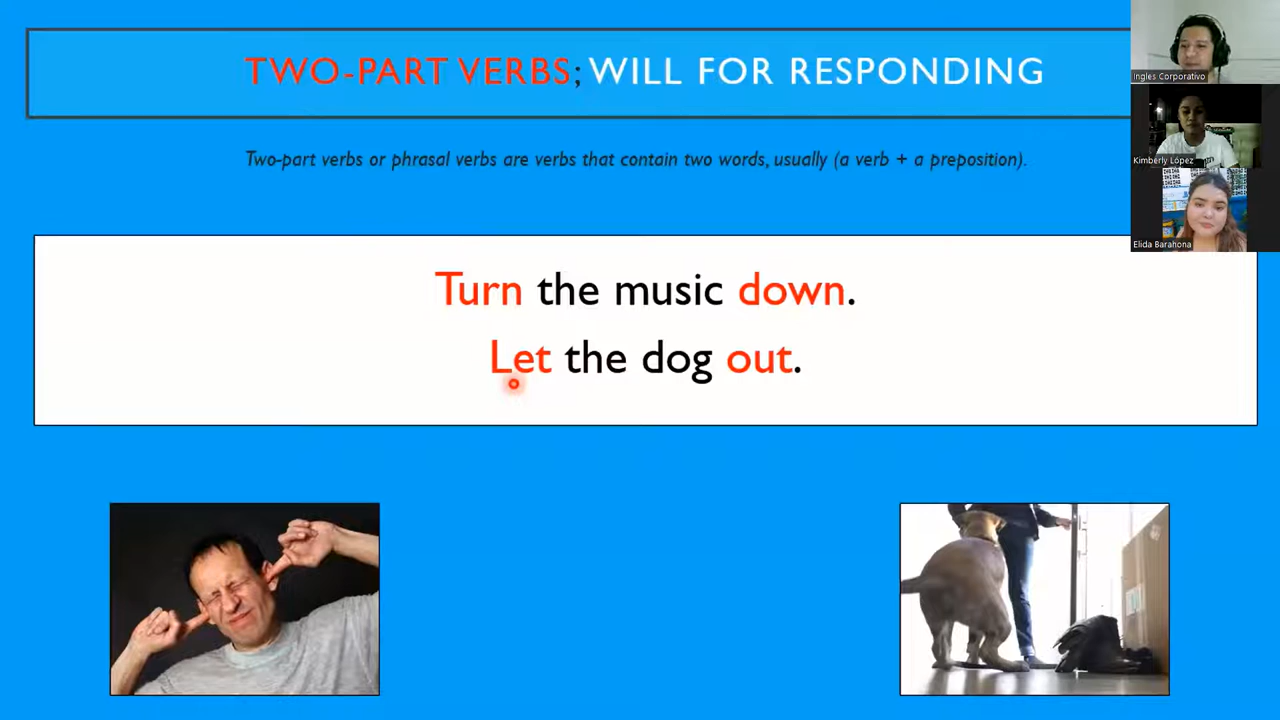 TWO-PART VERBS; WILL FOR RESPONDING
Two-part verbs or phrasal verbs are verbs that contain two words, usually (a verb + a preposition).
Turn the music down.
Let the dog out.
Ingles Corporativo
Kimberly López
Elida Barahona